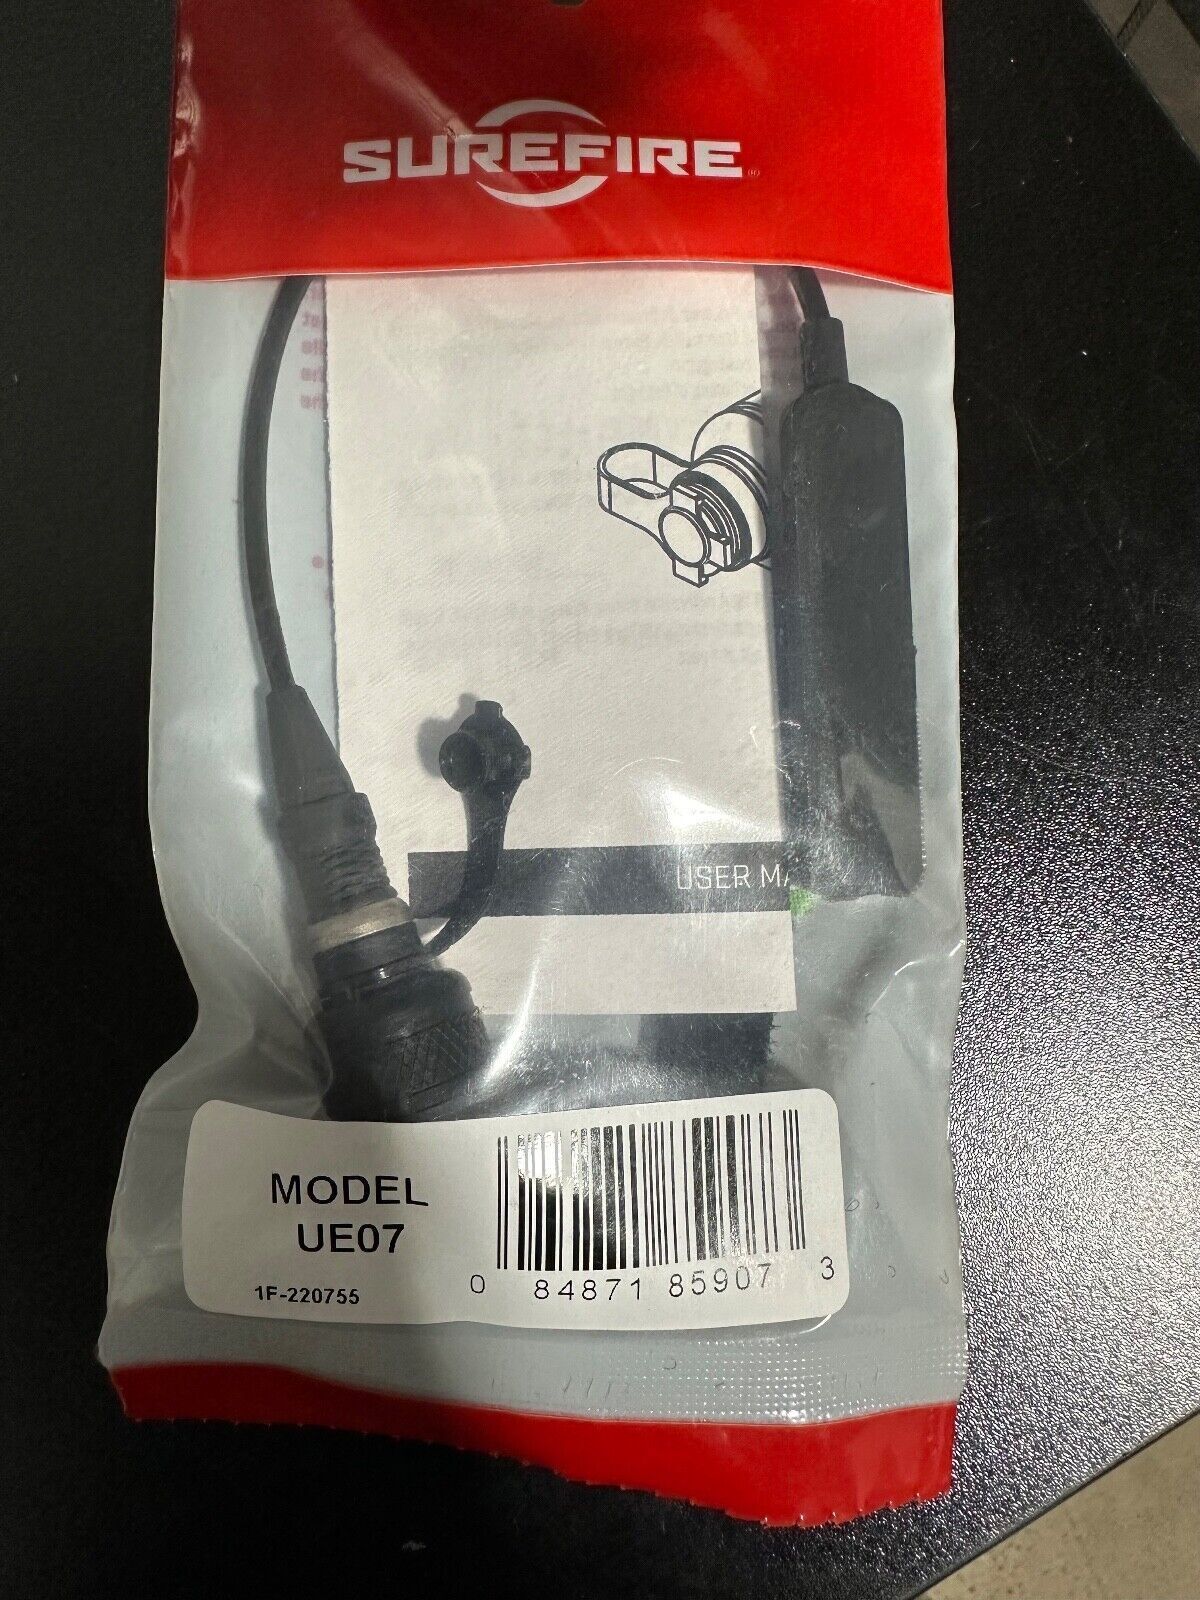 SUREFIRE®
USER MA
MODEL
UE07
1F-220755
0 84871 85907 3